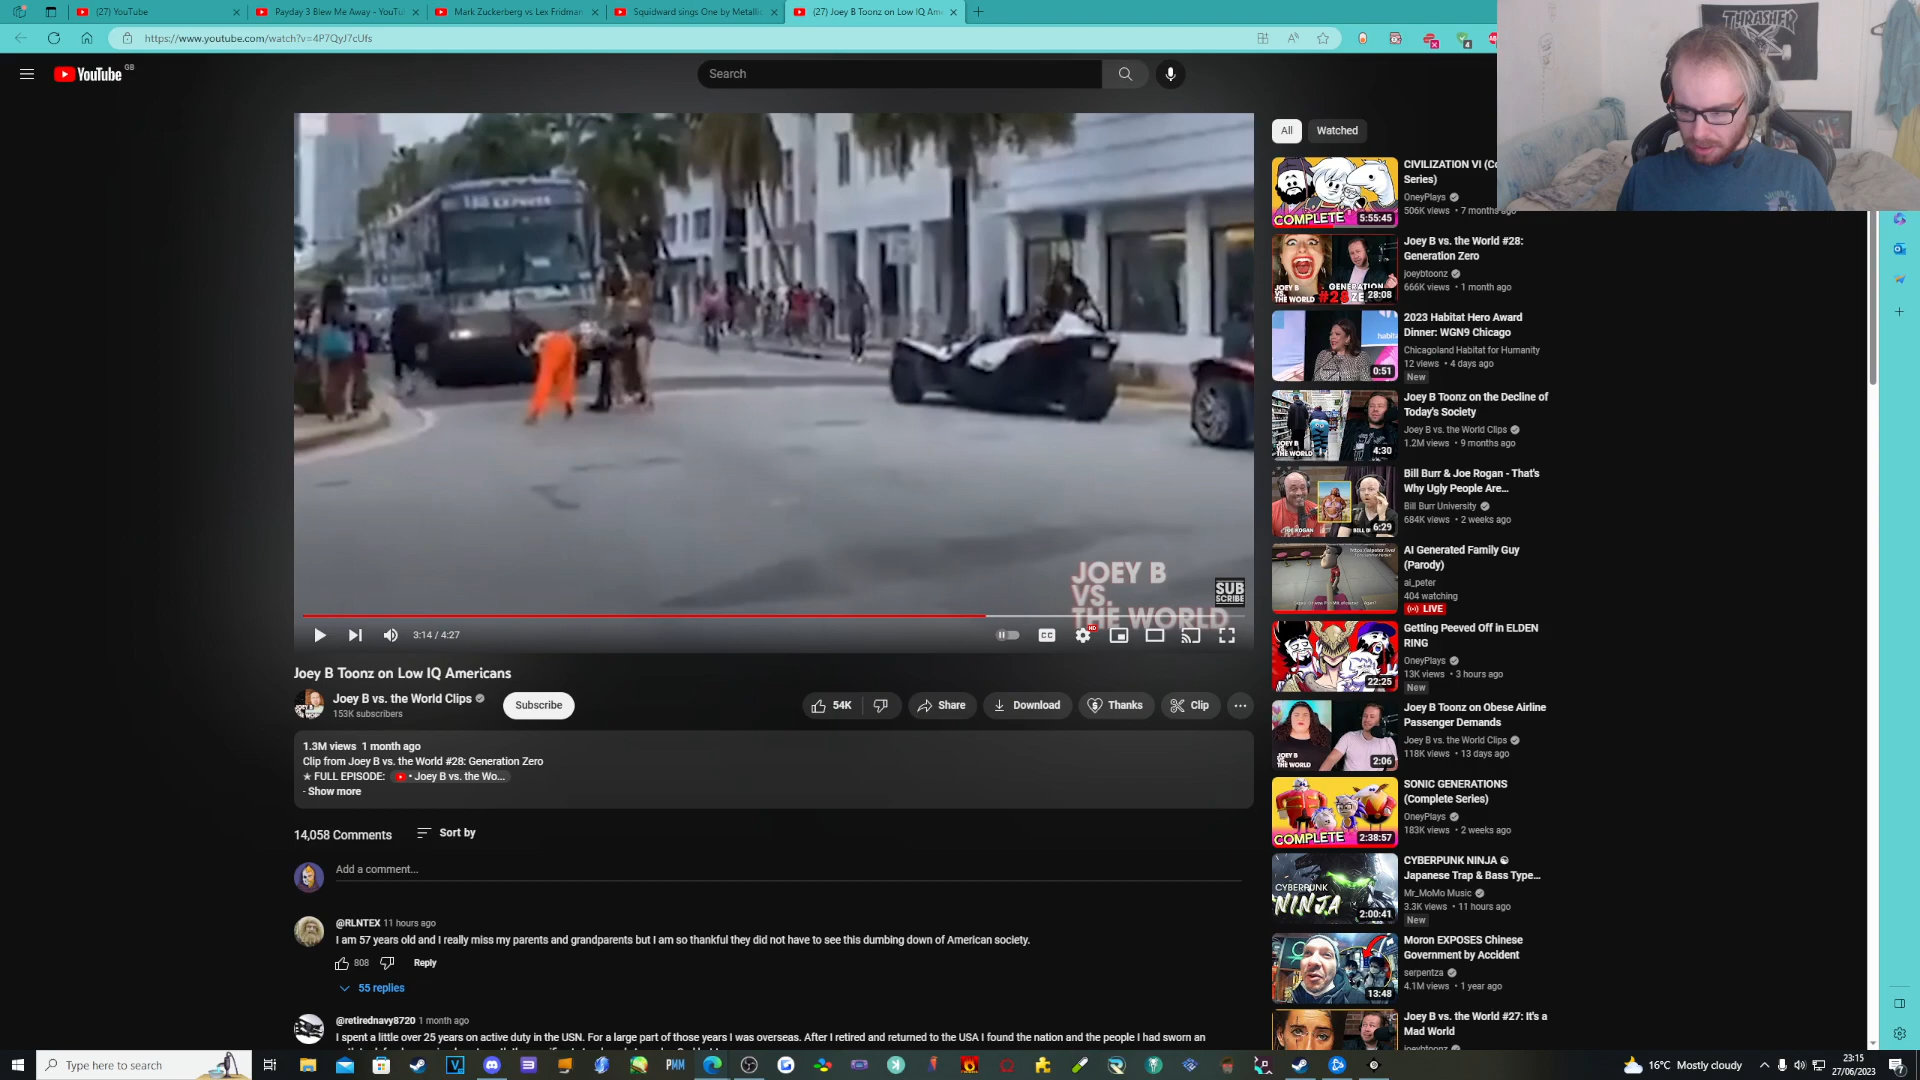 (27) YouTube
Payday 3 Blew Me Away - YouTu
Mark Zuckerberg vs Lex Fridman
Squidward sings One by Metallic
(27) Joey B Toonz on Low IQ Am
https://www.youtube.com/watch?v=4P7QyJ7cUfs
THRASHER
YouTube GB
Search
All
Watched
CIVILIZATION VI (Co
Series)
OneyPlays
506K views • 7 months ago
COMPLETE
5:55:45
Joey B vs. the World #28:
Generation Zero
joeybtoonz
666K views • 1 month ago
JOEY B
VS.
THE WORLD
#28
GENERATION
28:08
2023 Habitat Hero Award
Dinner: WGN9 Chicago
Chicagoland Habitat for Humanity
12 views • 4 days ago
New
0:51
Joey B Toonz on the Decline of
Today's Society
Joey B vs. the World Clips
1.2M views • 9 months ago
4:30
Bill Burr & Joe Rogan - That's
Why Ugly People Are...
Bill Burr University
684K views • 2 weeks ago
6:29
AI Generated Family Guy
(Parody)
ai_peter
404 watching
LIVE
Getting Peeved Off in ELDEN
RING
OneyPlays
13K views • 3 hours ago
New
22:25
Joey B Toonz on Obese Airline
Passenger Demands
Joey B vs. the World Clips
118K views • 13 days ago
2:06
SONIC GENERATIONS
(Complete Series)
OneyPlays
183K views • 2 weeks ago
COMPLETE
2:38:57
CYBERPUNK NINJA
Japanese Trap & Bass Type...
Mr_MoMo Music
3.3K views • 11 hours ago
New
CYBERPUNK
NINJA
2:00:41
Moron EXPOSES Chinese
Government by Accident
serpentza
4.1M views • 1 year ago
13:48
Joey B vs. the World #27: It's a
Mad World
JOEY B
VS.
THE WORLD
SUB
SCRIBE
3:14 / 4:27
CC
HD
Joey B Toonz on Low IQ Americans
Joey B vs. the World Clips
153K subscribers
Subscribe
54K
Share
Download
Thanks
Clip
1.3M views 1 month ago
Clip from Joey B vs. the World #28: Generation Zero
★ FULL EPISODE: • Joey B vs. the Wo...
- Show more
14,058 Comments
Sort by
Add a comment...
@RLNTEX 11 hours ago
I am 57 years old and I really miss my parents and grandparents but I am so thankful they did not have to see this dumbing down of American society.
808
Reply
55 replies
@retirednavy8720 1 month ago
I spent a little over 25 years on active duty in the USN. For a large part of those years I was overseas. After I retired and returned to the USA I found the nation and the people I had sworn an
Type here to search
PMM
16°C Mostly cloudy
23:15
27/06/2023